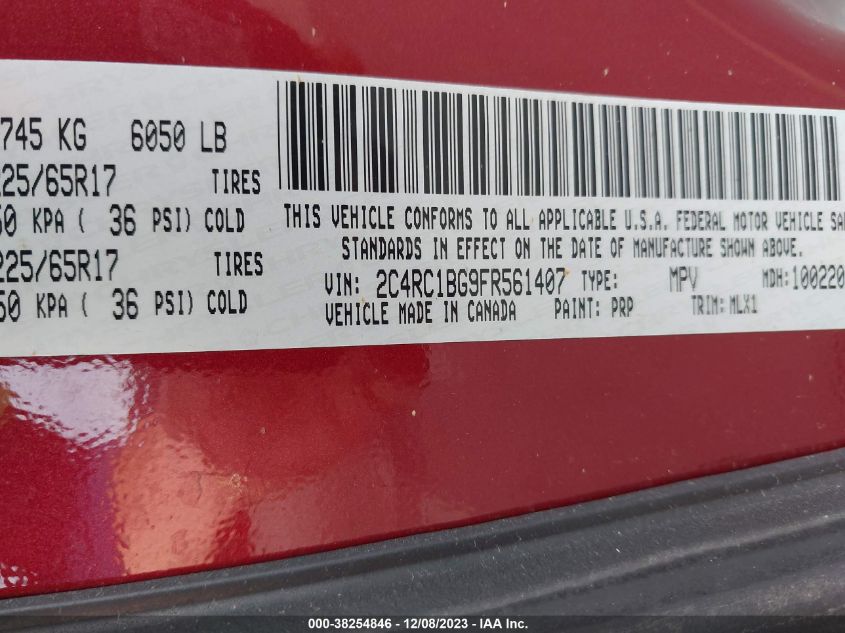 745 KG 6050 LB
225/65R17 TIRES
50 KPA ( 36 PSI) COLD
225/65R17 TIRES
50 KPA ( 36 PSI) COLD
THIS VEHICLE CONFORMS TO ALL APPLICABLE U.S.A. FEDERAL MOTOR VEHICLE SA
STANDARDS IN EFFECT ON THE DATE OF MANUFACTURE SHOWN ABOVE.
VIN: 2C4RC1BG9FR561407 TYPE: MPV MDH:100220
VEHICLE MADE IN CANADA PAINT: PRP TRIM: MLX1
000-38254846 - 12/08/2023 - IAA Inc.